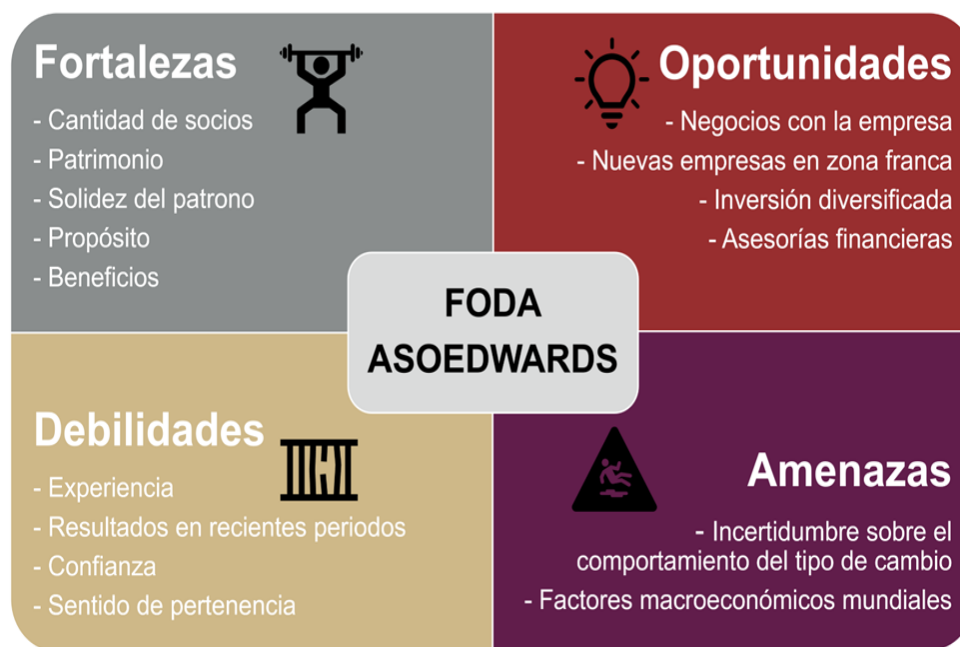 Fortalezas
- Cantidad de socios
- Patrimonio
- Solidez del patrono
- Propósito
- Beneficios
Oportunidades
- Negocios con la empresa
- Nuevas empresas en zona franca
- Inversión diversificada
- Asesorías financieras
FODA
ASOEDWARDS
Debilidades
- Experiencia
- Resultados en recientes periodos
- Confianza
- Sentido de pertenencia
Amenazas
- Incertidumbre sobre el
comportamiento del tipo de cambio
- Factores macroeconómicos mundiales